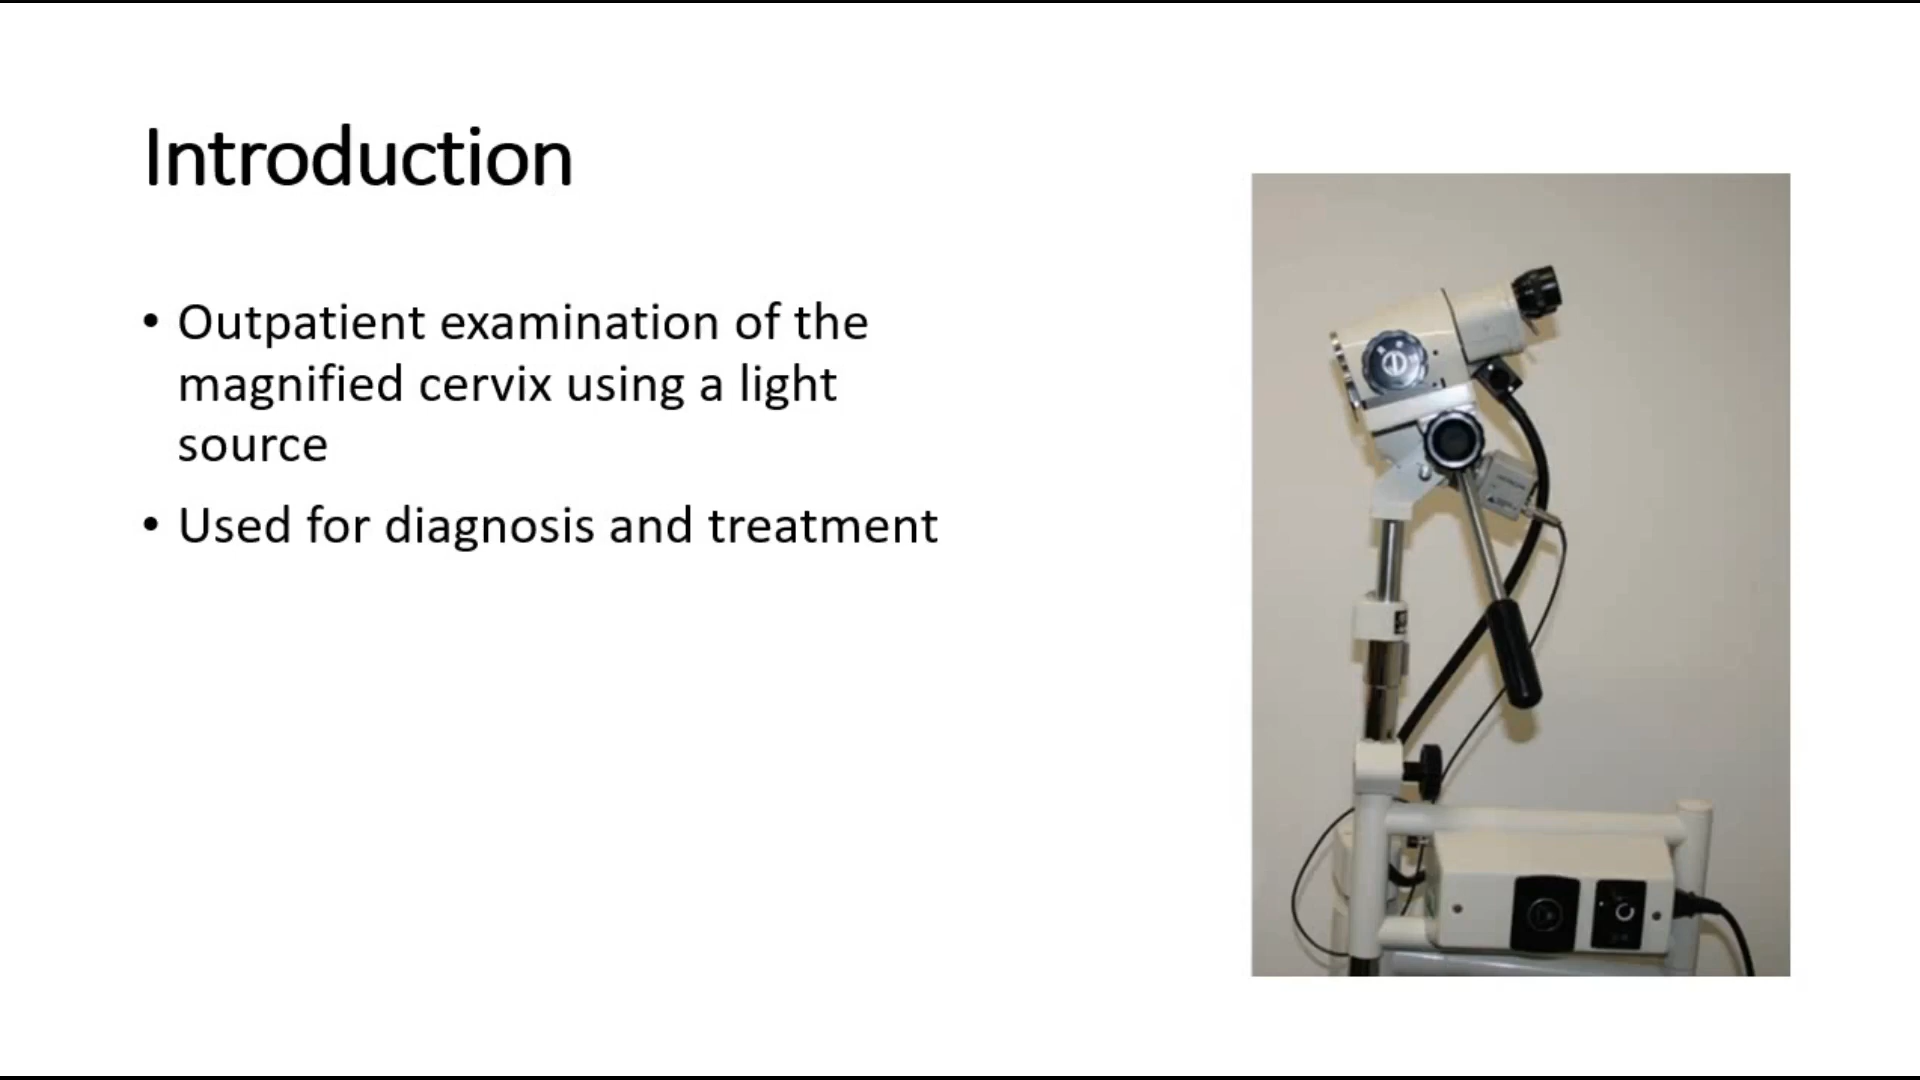 Introduction
• Outpatient examination of the
magnified cervix using a light
source
• Used for diagnosis and treatment